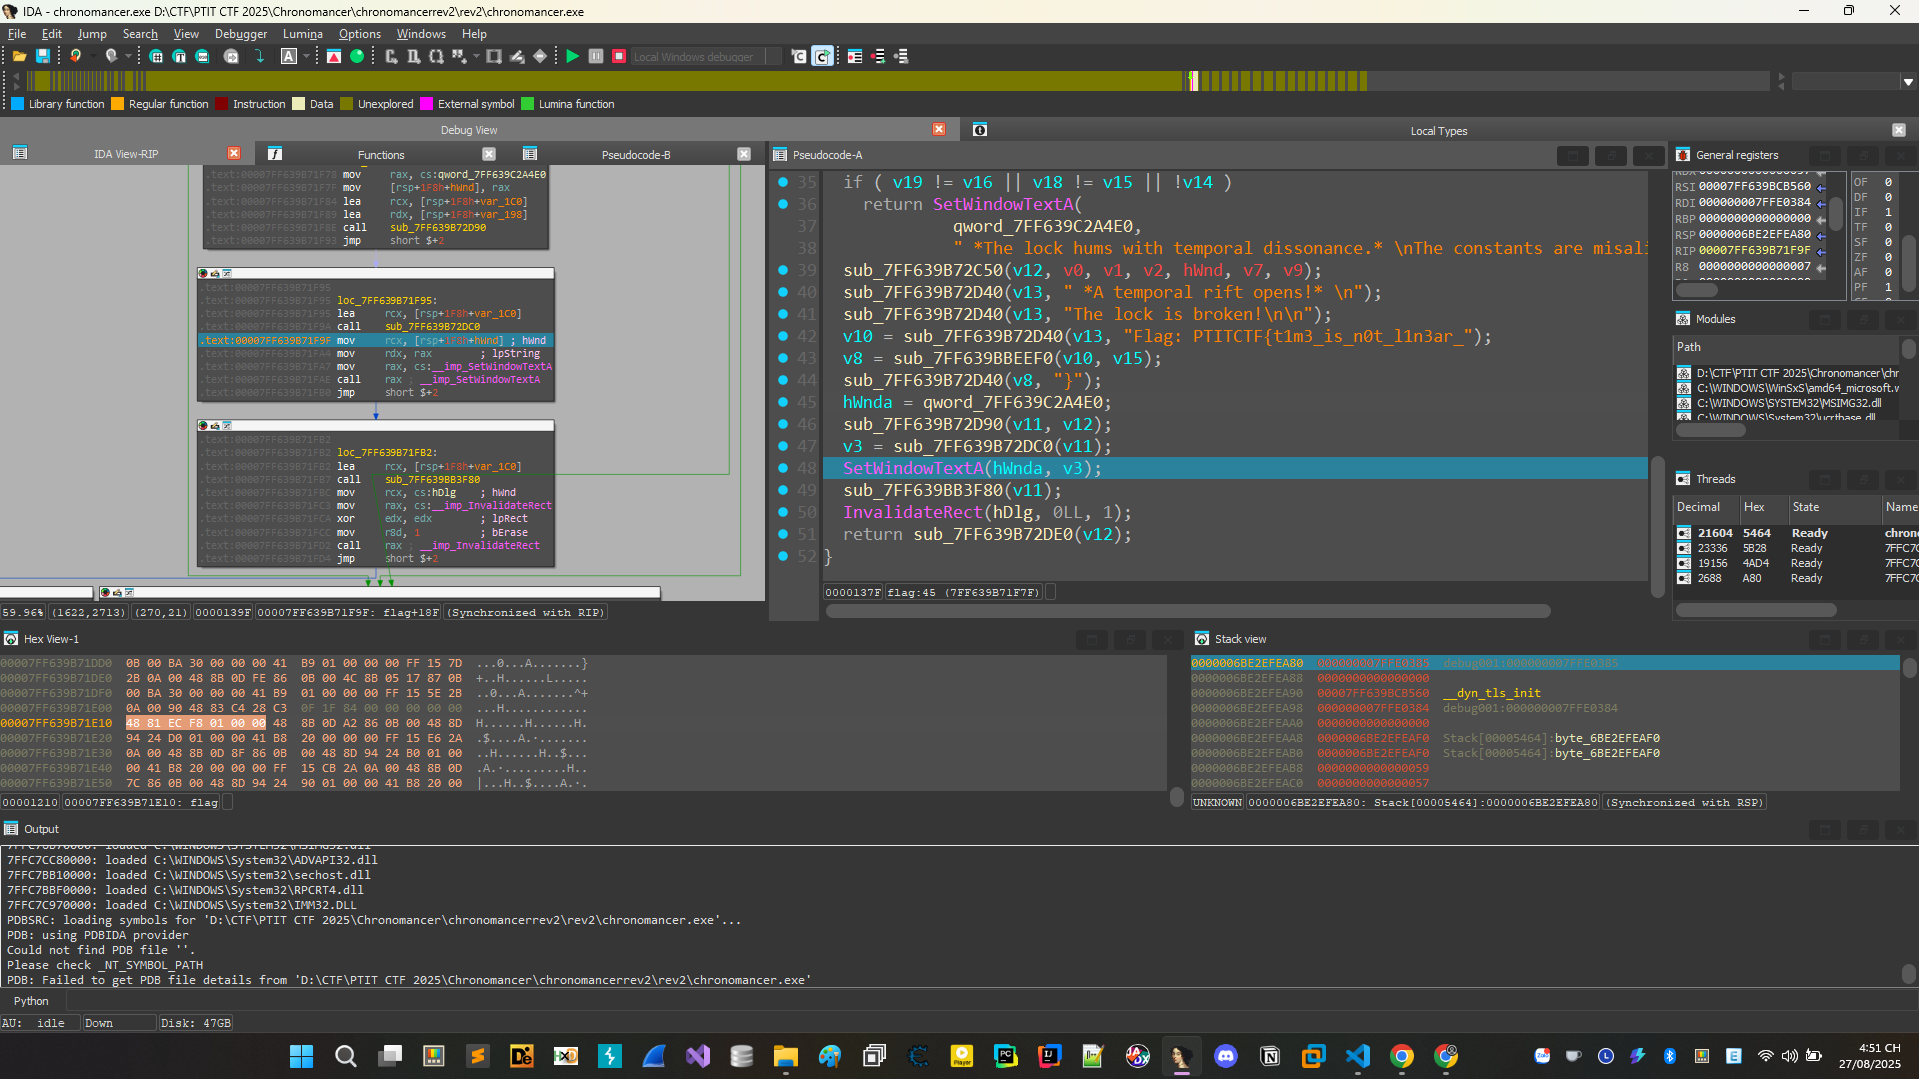 IDA - chronomancer.exe D:\CTF\PTIT CTF 2025\Chronomancer\chronomancerrev2\rev2\chronomancer.exe
File Edit Jump Search View Debugger Lumina Options Windows Help
Local Windows debugger
Library function Regular function Instruction Data Unexplored External symbol Lumina function
Debug View
Local Types
IDA View-RIP Functions Pseudocode-B
.text:00007FF639B71F78 mov rax, cs:qword_7FF639C2A4E0
mov [rsp+1F8h+hWnd], rax
.text:00007FF639B71F84 lea rcx, [rsp+1F8h+var_1C0]
.text:00007FF639B71F89 lea rdx, [rsp+1F8h+var_198]
.text:00007FF639B71F8E call sub_7FF639B72D90
.text:00007FF639B71F93 jmp short $+2
.text:00007FF639B71F95
.text:00007FF639B71F95 loc_7FF639B71F95:
.text:00007FF639B71F95 lea rcx, [rsp+1F8h+var_1C0]
.text:00007FF639B71F9A call sub_7FF639B72DC0
.text:00007FF639B71F9F mov rcx, [rsp+1F8h+hWnd] ; hWnd
.text:00007FF639B71FA4 mov rdx, rax ; lpString
.text:00007FF639B71FA7 mov rax, cs:__imp_SetWindowTextA
.text:00007FF639B71FAE call rax ; __imp_SetWindowTextA
.text:00007FF639B71FB0 jmp short $+2
.text:00007FF639B71FB2
.text:00007FF639B71FB2 loc_7FF639B71FB2:
.text:00007FF639B71FB2 lea rcx, [rsp+1F8h+var_1C0]
.text:00007FF639B71FB7 call sub_7FF639BB3F80
.text:00007FF639B71FBC mov rcx, cs:hDlg ; hWnd
.text:00007FF639B71FC3 mov rax, cs:__imp_InvalidateRect
.text:00007FF639B71FCA xor edx, edx ; lpRect
.text:00007FF639B71FCC mov r8d, 1 ; bErase
.text:00007FF639B71FD2 call rax ; __imp_InvalidateRect
.text:00007FF639B71FD4 jmp short $+2
59.96% (1622,2713) (270,21) 0000139F 00007FF639B71F9F: flag+18F (Synchronized with RIP)
Pseudocode-A
35 if ( v19 != v16 || v18 != v15 || !v14 )
36 return SetWindowTextA(
37 qword_7FF639C2A4E0,
38 " *The lock hums with temporal dissonance.* \nThe constants are misali
39 sub_7FF639B72C50(v12, v0, v1, v2, hWnd, v7, v9);
40 sub_7FF639B72D40(v13, " *A temporal rift opens!* \n");
41 sub_7FF639B72D40(v13, "The lock is broken!\n\n");
42 v10 = sub_7FF639B72D40(v13, "Flag: PTITCTF{t1m3_is_n0t_l1n3ar_");
43 v8 = sub_7FF639BBEEF0(v10, v15);
44 sub_7FF639B72D40(v8, "}");
45 hWnda = qword_7FF639C2A4E0;
46 sub_7FF639B72D90(v11, v12);
47 v3 = sub_7FF639B72DC0(v11);
48 SetWindowTextA(hWnda, v3);
49 sub_7FF639BB3F80(v11);
50 InvalidateRect(hDlg, 0LL, 1);
51 return sub_7FF639B72DE0(v12);
52 }
0000137F flag:45 (7FF639B71F7F)
General registers
RSI 00007FF639BCB560
RDI 000000007FFE0384
RBP 0000000000000000
RSP 0000006BE2EFEA80
RIP 00007FF639B71F9F
R8 0000000000000007
OF 0
DF 0
IF 1
TF 0
SF 0
ZF 0
AF 0
PF 1
Modules
Path
D:\CTF\PTIT CTF 2025\Chronomancer\chr
C:\WINDOWS\WinSxS\amd64_microsoft.w
C:\WINDOWS\SYSTEM32\MSIMG32.dll
C:\WINDOWS\System32\ucrtbase.dll
Threads
Decimal Hex State Name
21604 5464 Ready chron
23336 5B28 Ready 7FFC7C
19156 4AD4 Ready 7FFC7C
2688 A80 Ready 7FFC7C
Hex View-1
00007FF639B71DD0 0B 00 BA 30 00 00 00 41 B9 01 00 00 00 FF 15 7D ...0...A.......}
00007FF639B71DE0 2B 0A 00 48 8B 0D FE 86 0B 00 4C 8B 05 17 87 0B +..H......L.....
00007FF639B71DF0 00 BA 30 00 00 00 41 B9 01 00 00 00 FF 15 5E 2B ..0...A.......^+
00007FF639B71E00 0A 00 90 48 83 C4 28 C3 0F 1F 84 00 00 00 00 00
00007FF639B71E10 48 81 EC F8 01 00 00 48 8B 0D A2 86 0B 00 48 8D H......H......H.
00007FF639B71E20 94 24 D0 01 00 00 41 B8 20 00 00 00 FF 15 E6 2A .$....A. ......*
00007FF639B71E30 0A 00 48 8B 0D 8F 86 0B 00 48 8D 94 24 B0 01 00 ..H......H..$...
00007FF639B71E40 00 41 B8 20 00 00 00 FF 15 CB 2A 0A 00 48 8B 0D .A. ......*..H..
00007FF639B71E50 7C 86 0B 00 48 8D 94 24 90 01 00 00 41 B8 20 00 |...H..$....A. .
00001210 00007FF639B71E10: flag
Stack view
0000006BE2EFEA80 000000007FFE0385 debug001:000000007FFE0385
0000006BE2EFEA88 0000000000000000
0000006BE2EFEA90 00007FF639BCB560 __dyn_tls_init
0000006BE2EFEA98 000000007FFE0384 debug001:000000007FFE0384
0000006BE2EFEAA0 0000000000000000
0000006BE2EFEAA8 0000006BE2EFEAF0 Stack[00005464]:byte_6BE2EFEAF0
0000006BE2EFEAB0 0000006BE2EFEAF0 Stack[00005464]:byte_6BE2EFEAF0
0000006BE2EFEAB8 0000000000000059
0000006BE2EFEAC0 0000000000000057
UNKNOWN 0000006BE2EFEA80: Stack[00005464]:0000006BE2EFEA80 (Synchronized with RSP)
Output
7FFC7CC80000: loaded C:\WINDOWS\System32\ADVAPI32.dll
7FFC7BB10000: loaded C:\WINDOWS\System32\sechost.dll
7FFC7BBF0000: loaded C:\WINDOWS\System32\RPCRT4.dll
7FFC7C970000: loaded C:\WINDOWS\System32\IMM32.DLL
PDBSRC: loading symbols for 'D:\CTF\PTIT CTF 2025\Chronomancer\chronomancerrev2\rev2\chronomancer.exe'...
PDB: using PDBIDA provider
Could not find PDB file ''.
Please check _NT_SYMBOL_PATH
PDB: Failed to get PDB file details from 'D:\CTF\PTIT CTF 2025\Chronomancer\chronomancerrev2\rev2\chronomancer.exe'
Python
AU: idle Down Disk: 47GB
4:51 CH
27/08/2025